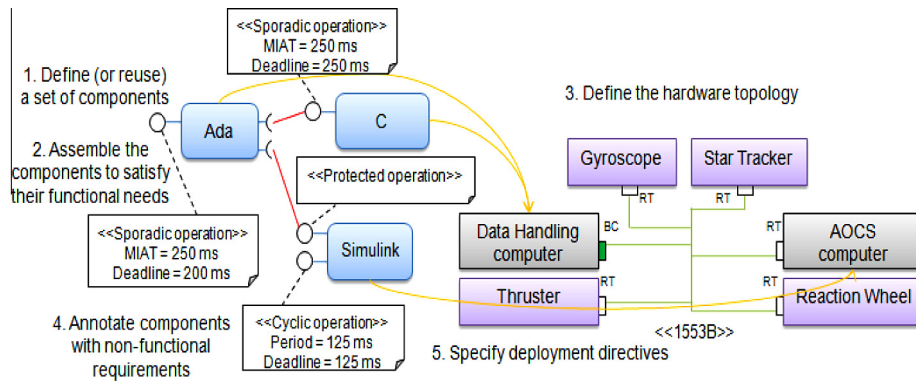 <<Sporadic operation>>
MIAT = 250 ms
Deadline = 250 ms
1. Define (or reuse)
a set of components
Ada
C
2. Assemble the
components to satisfy
their functional needs
<<Protected operation>>
<<Sporadic operation>>
MIAT = 250 ms
Deadline = 200 ms
Simulink
4. Annotate components
with non-functional
requirements
<<Cyclic operation>>
Period = 125 ms
Deadline = 125 ms
3. Define the hardware topology
Gyroscope
Star Tracker
RT
RT
Data Handling
computer
BC
RT
AOCS
computer
Thruster
RT
RT
Reaction Wheel
<<1553B>>
5. Specify deployment directives